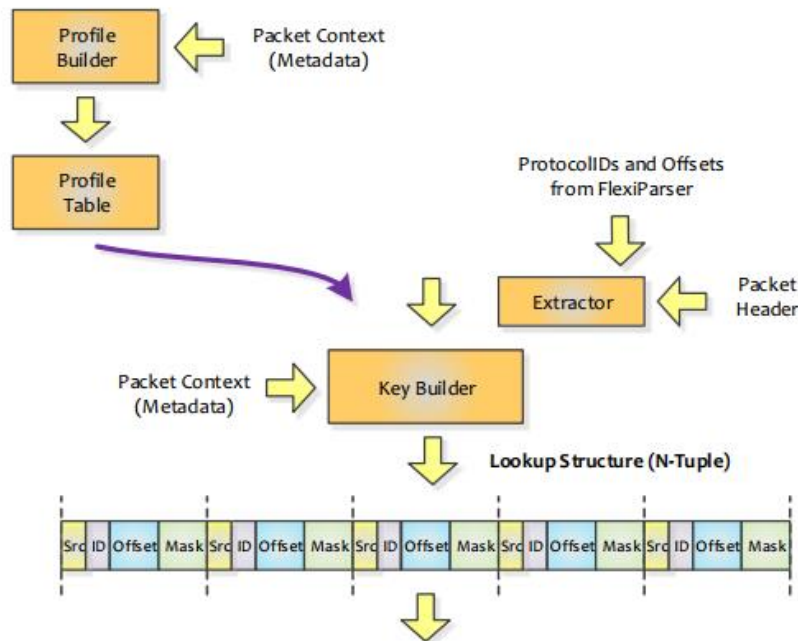 Profile
Builder
Packet Context
(Metadata)
Profile
Table
ProtocolIDs and Offsets
from FlexiParser
Extractor
Packet
Header
Packet Context
(Metadata)
Key Builder
Lookup Structure (N-Tuple)
Src ID Offset Mask Src ID Offset Mask Src ID Offset Mask Src ID Offset Mask Src ID Offset Mask